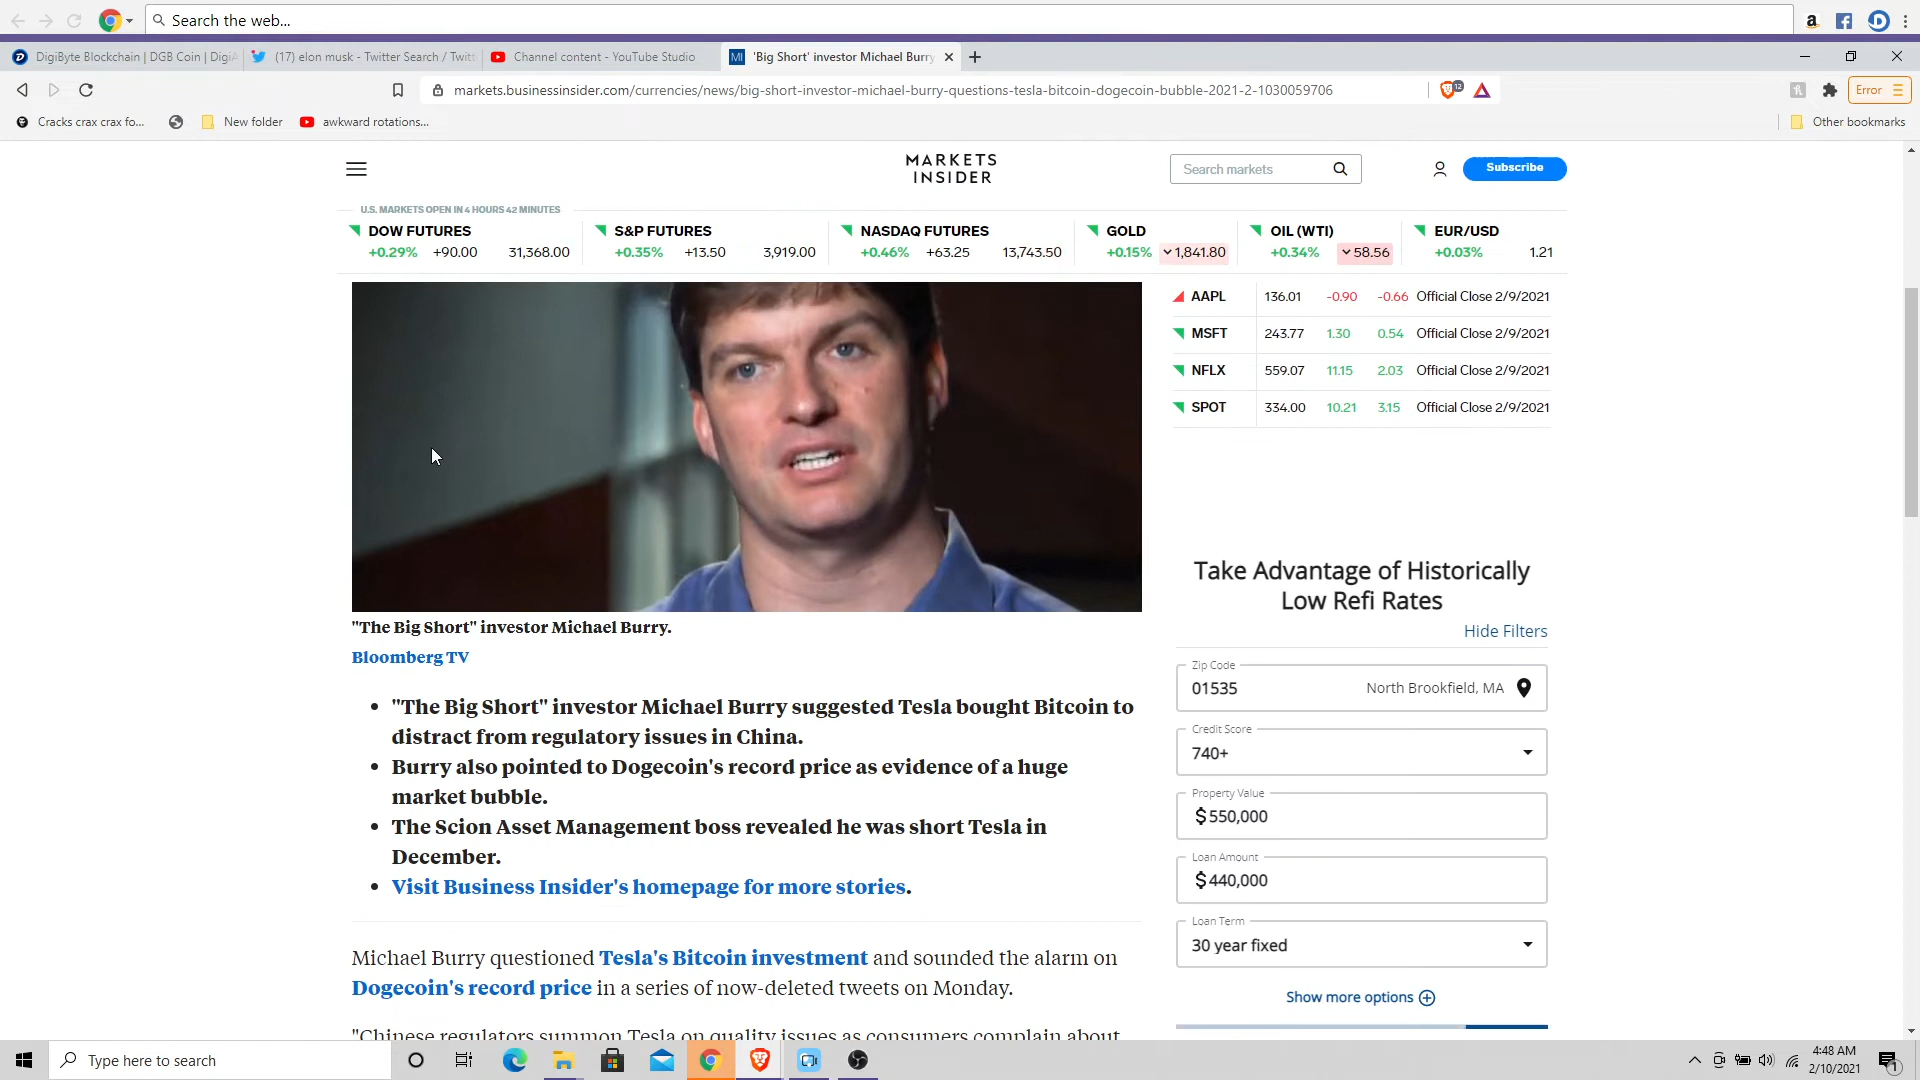 Search the web...
DigiByte Blockchain | DGB Coin | Digi
(17) elon musk - Twitter Search / Twitt
Channel content - YouTube Studio
'Big Short' investor Michael Burry
markets.businessinsider.com/currencies/news/big-short-investor-michael-burry-questions-tesla-bitcoin-dogecoin-bubble-2021-2-1030059706
12
Error
Cracks crax crax fo...
New folder
awkward rotations...
Other bookmarks
MARKETS
INSIDER
Search markets
Subscribe
U.S. MARKETS OPEN IN 4 HOURS 42 MINUTES
DOW FUTURES
+0.29% +90.00 31,368.00
S&P FUTURES
+0.35% +13.50 3,919.00
NASDAQ FUTURES
+0.46% +63.25 13,743.50
GOLD
+0.15% 1,841.80
OIL (WTI)
+0.34% 58.56
EUR/USD
+0.03% 1.21
AAPL 136.01 -0.90 -0.66 Official Close 2/9/2021
MSFT 243.77 1.30 0.54 Official Close 2/9/2021
NFLX 559.07 11.15 2.03 Official Close 2/9/2021
SPOT 334.00 10.21 3.15 Official Close 2/9/2021
"The Big Short" investor Michael Burry.
Bloomberg TV
"The Big Short" investor Michael Burry suggested Tesla bought Bitcoin to
distract from regulatory issues in China.
Burry also pointed to Dogecoin's record price as evidence of a huge
market bubble.
The Scion Asset Management boss revealed he was short Tesla in
December.
Visit Business Insider's homepage for more stories.
Michael Burry questioned Tesla's Bitcoin investment and sounded the alarm on
Dogecoin's record price in a series of now-deleted tweets on Monday.
"Chinese regulators summon Tesla on quality issues as consumers complain about
Take Advantage of Historically
Low Refi Rates
Hide Filters
Zip Code
01535 North Brookfield, MA
Credit Score
740+
Property Value
$550,000
Loan Amount
$440,000
Loan Term
30 year fixed
Show more options
Type here to search
4:48 AM
2/10/2021
1